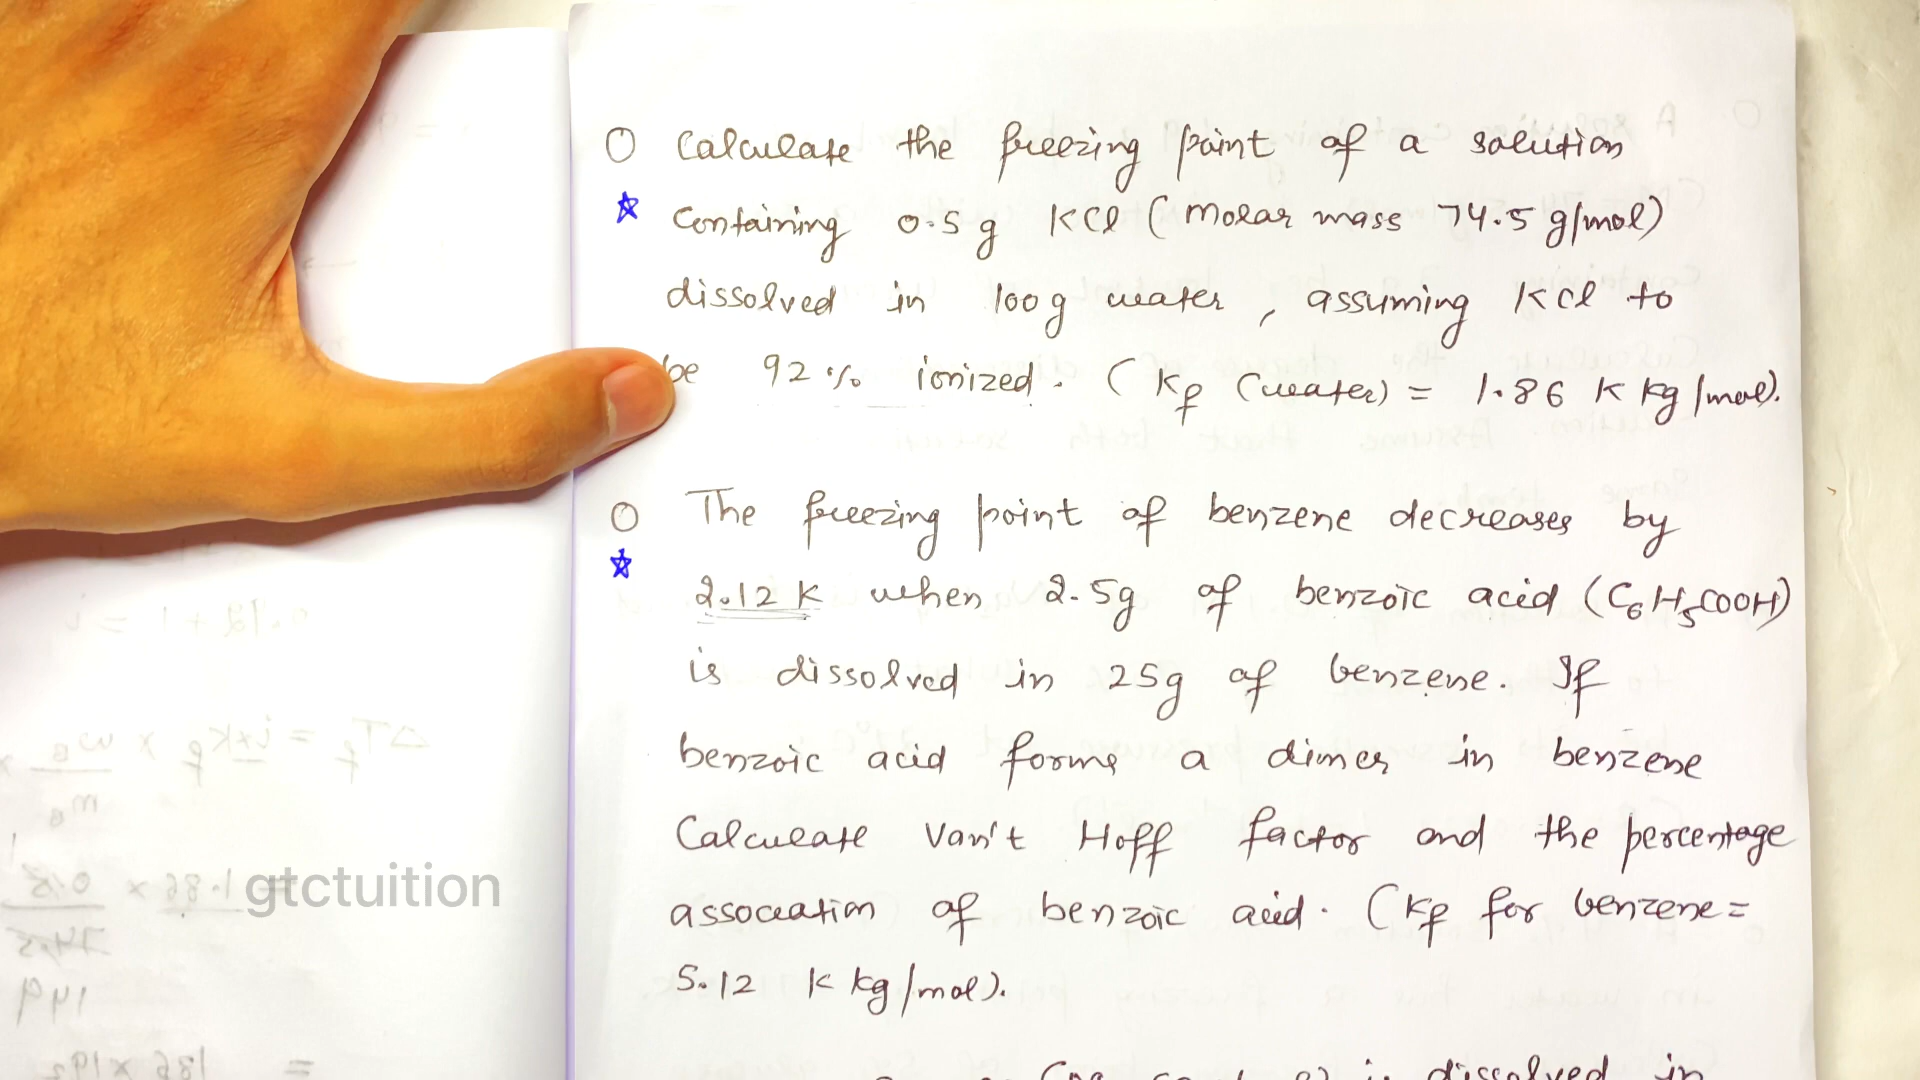 Calculate the freezing point of a solution
Containing 0.5 g KCl (Molar mass 74.5 g/mol)
dissolved in 100 g water, assuming KCl to
be 92 % ionized. (Kf (water) = 1.86 K kg/mol).
The freezing point of benzene decreases by
2.12 K when 2.5g of benzoic acid (C6H5COOH)
is dissolved in 25g of benzene. If
benzoic acid forms a dimer in benzene
Calculate Van't Hoff factor and the percentage
association of benzoic acid. (Kf for benzene =
5.12 K kg/mol).
dissolved in
gtctuition